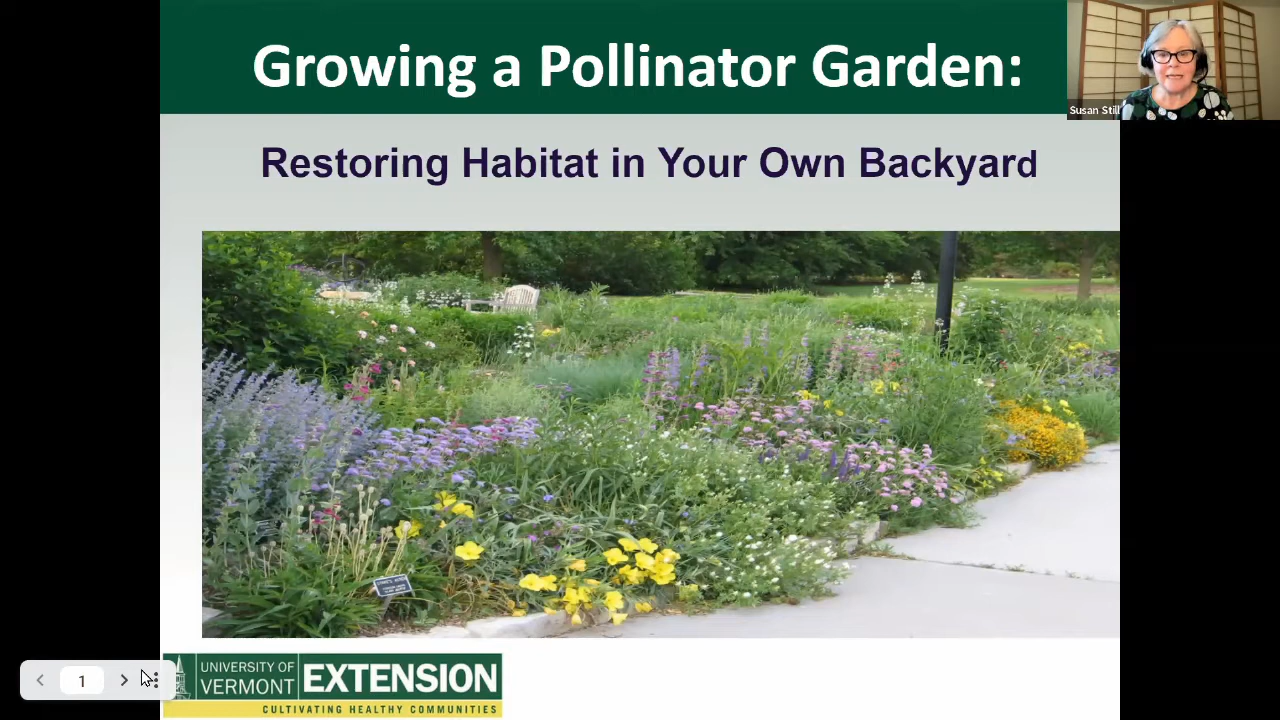 Growing a Pollinator Garden:
Susan Still
Restoring Habitat in Your Own Backyard
1
UNIVERSITY OF
VERMONT
EXTENSION
CULTIVATING HEALTHY COMMUNITIES